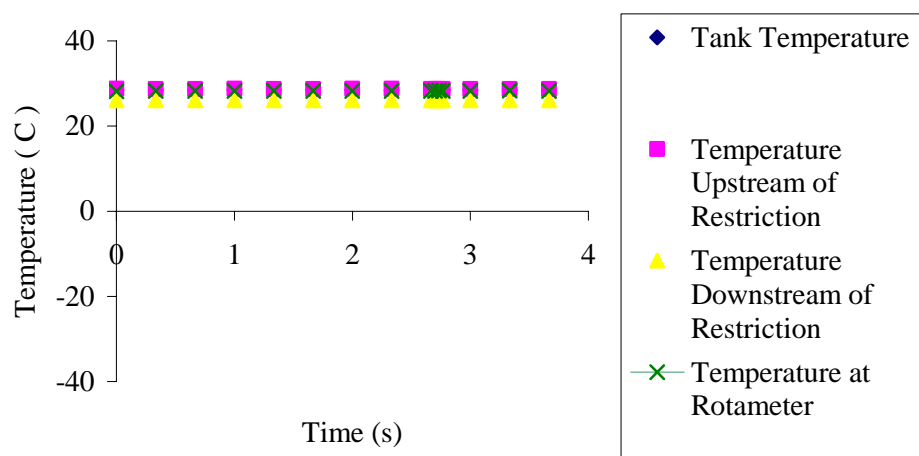 40
20
0
-20
-40
0
1
2
3
4
Temperature ( C )
Time (s)
Tank Temperature
Temperature
Upstream of
Restriction
Temperature
Downstream of
Restriction
Temperature at
Rotameter